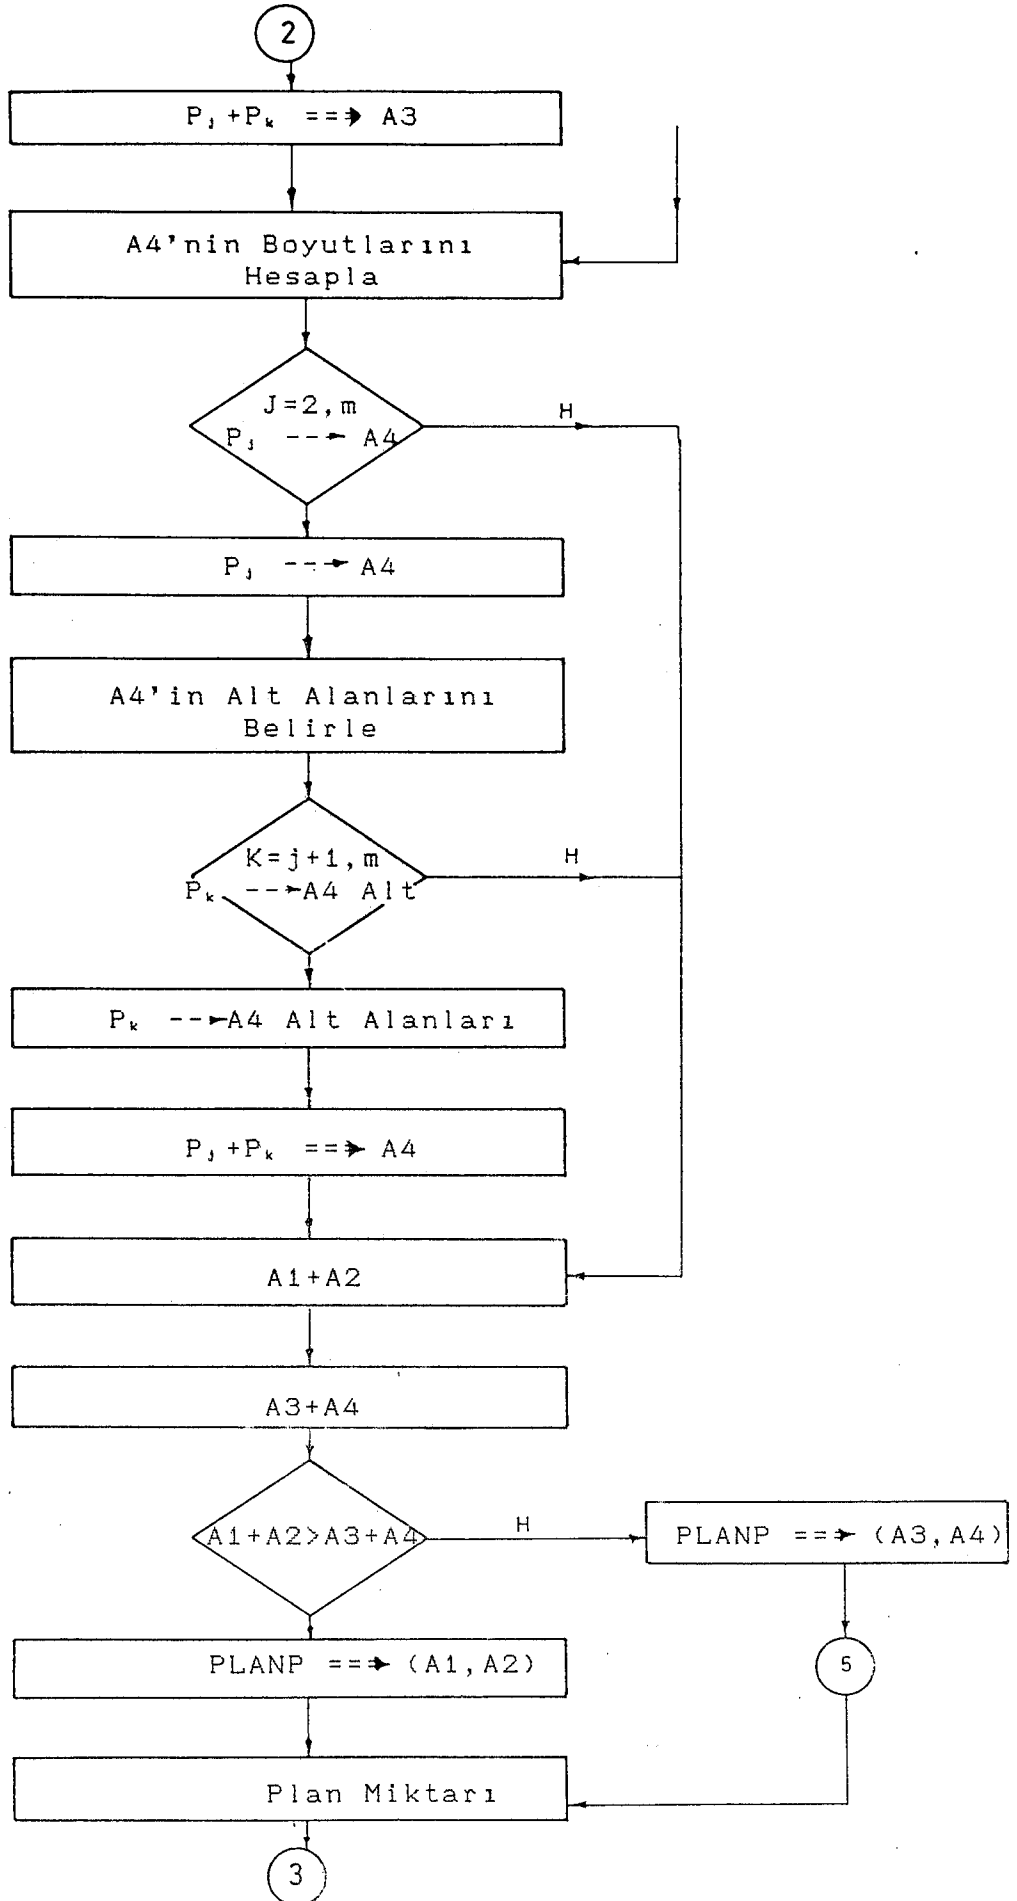 2
Pj+Pk ==→ A3
A4'nin Boyutlarını
Hesapla
J=2,m
Pj --→ A4
H
Pj --→ A4
A4'in Alt Alanlarını
Belirle
K=j+1,m
Pk --→A4 Alt
H
Pk --→A4 Alt Alanları
Pj+Pk ==→ A4
A1+A2
A3+A4
A1+A2>A3+A4
H
PLANP ==→ (A3,A4)
PLANP ==→ (A1,A2)
5
Plan Miktarı
3